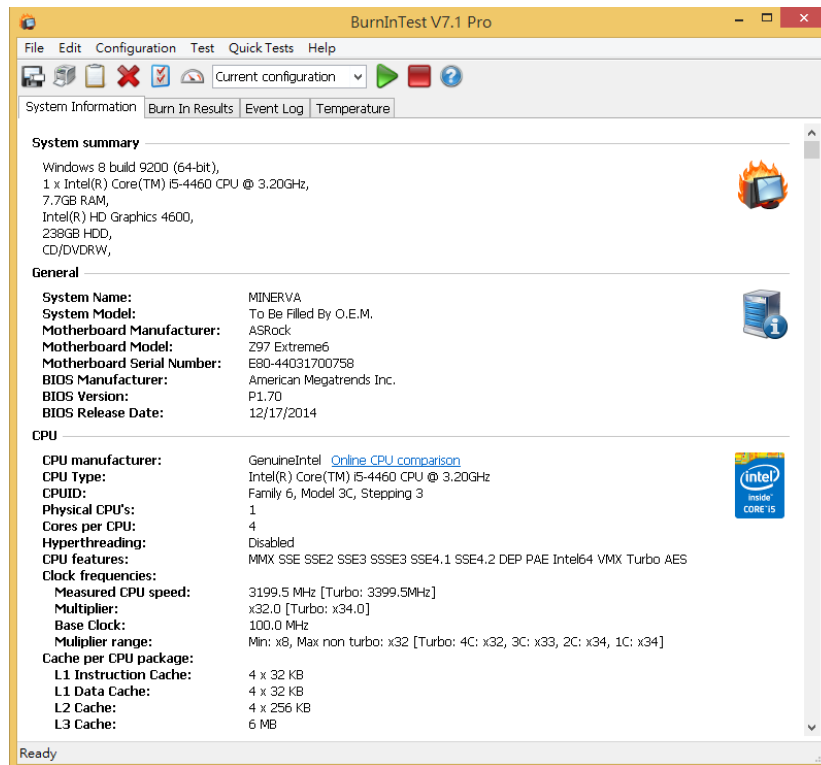 BurnInTest V7.1 Pro
File Edit Configuration Test Quick Tests Help
Current configuration
System Information Burn In Results Event Log Temperature
System summary
Windows 8 build 9200 (64-bit),
1 x Intel(R) Core(TM) i5-4460 CPU @ 3.20GHz,
7.7GB RAM,
Intel(R) HD Graphics 4600,
238GB HDD,
CD/DVDRW,
General
System Name: MINERVA
System Model: To Be Filled By O.E.M.
Motherboard Manufacturer: ASRock
Motherboard Model: Z97 Extreme6
Motherboard Serial Number: E80-44031700758
BIOS Manufacturer: American Megatrends Inc.
BIOS Version: P1.70
BIOS Release Date: 12/17/2014
CPU
CPU manufacturer: GenuineIntel Online CPU comparison
CPU Type: Intel(R) Core(TM) i5-4460 CPU @ 3.20GHz
CPUID: Family 6, Model 3C, Stepping 3
Physical CPU's: 1
Cores per CPU: 4
Hyperthreading: Disabled
CPU features: MMX SSE SSE2 SSE3 SSSE3 SSE4.1 SSE4.2 DEP PAE Intel64 VMX Turbo AES
Clock frequencies:
Measured CPU speed: 3199.5 MHz [Turbo: 3399.5MHz]
Multiplier: x32.0 [Turbo: x34.0]
Base Clock: 100.0 MHz
Muliplier range: Min: x8, Max non turbo: x32 [Turbo: 4C: x32, 3C: x33, 2C: x34, 1C: x34]
Cache per CPU package:
L1 Instruction Cache: 4 x 32 KB
L1 Data Cache: 4 x 32 KB
L2 Cache: 4 x 256 KB
L3 Cache: 6 MB
intel
inside
CORE i5
Ready